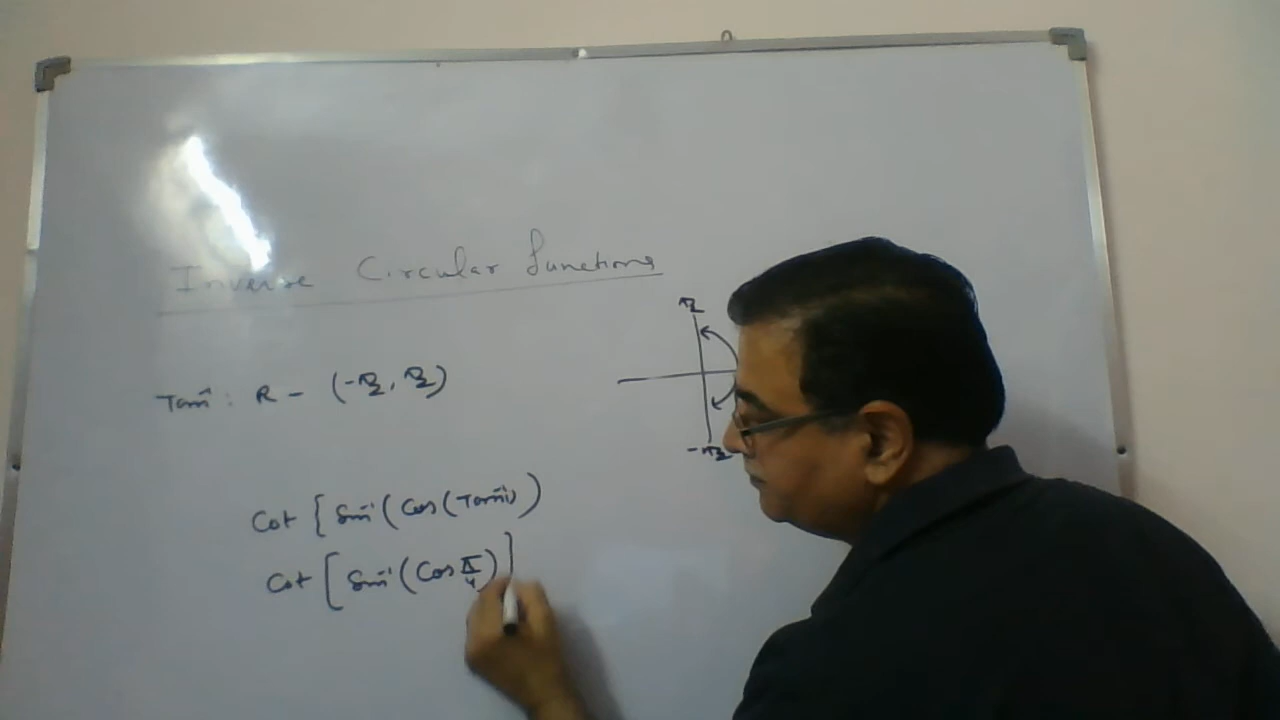 Inverse Circular functions
π/2
Tan⁻¹ : R - (-π/2, π/2)
-π/2
Cot { Sin⁻¹ ( Cos ( Tan⁻¹1 ) )
Cot [ Sin⁻¹ ( Cos π/4 ) ]